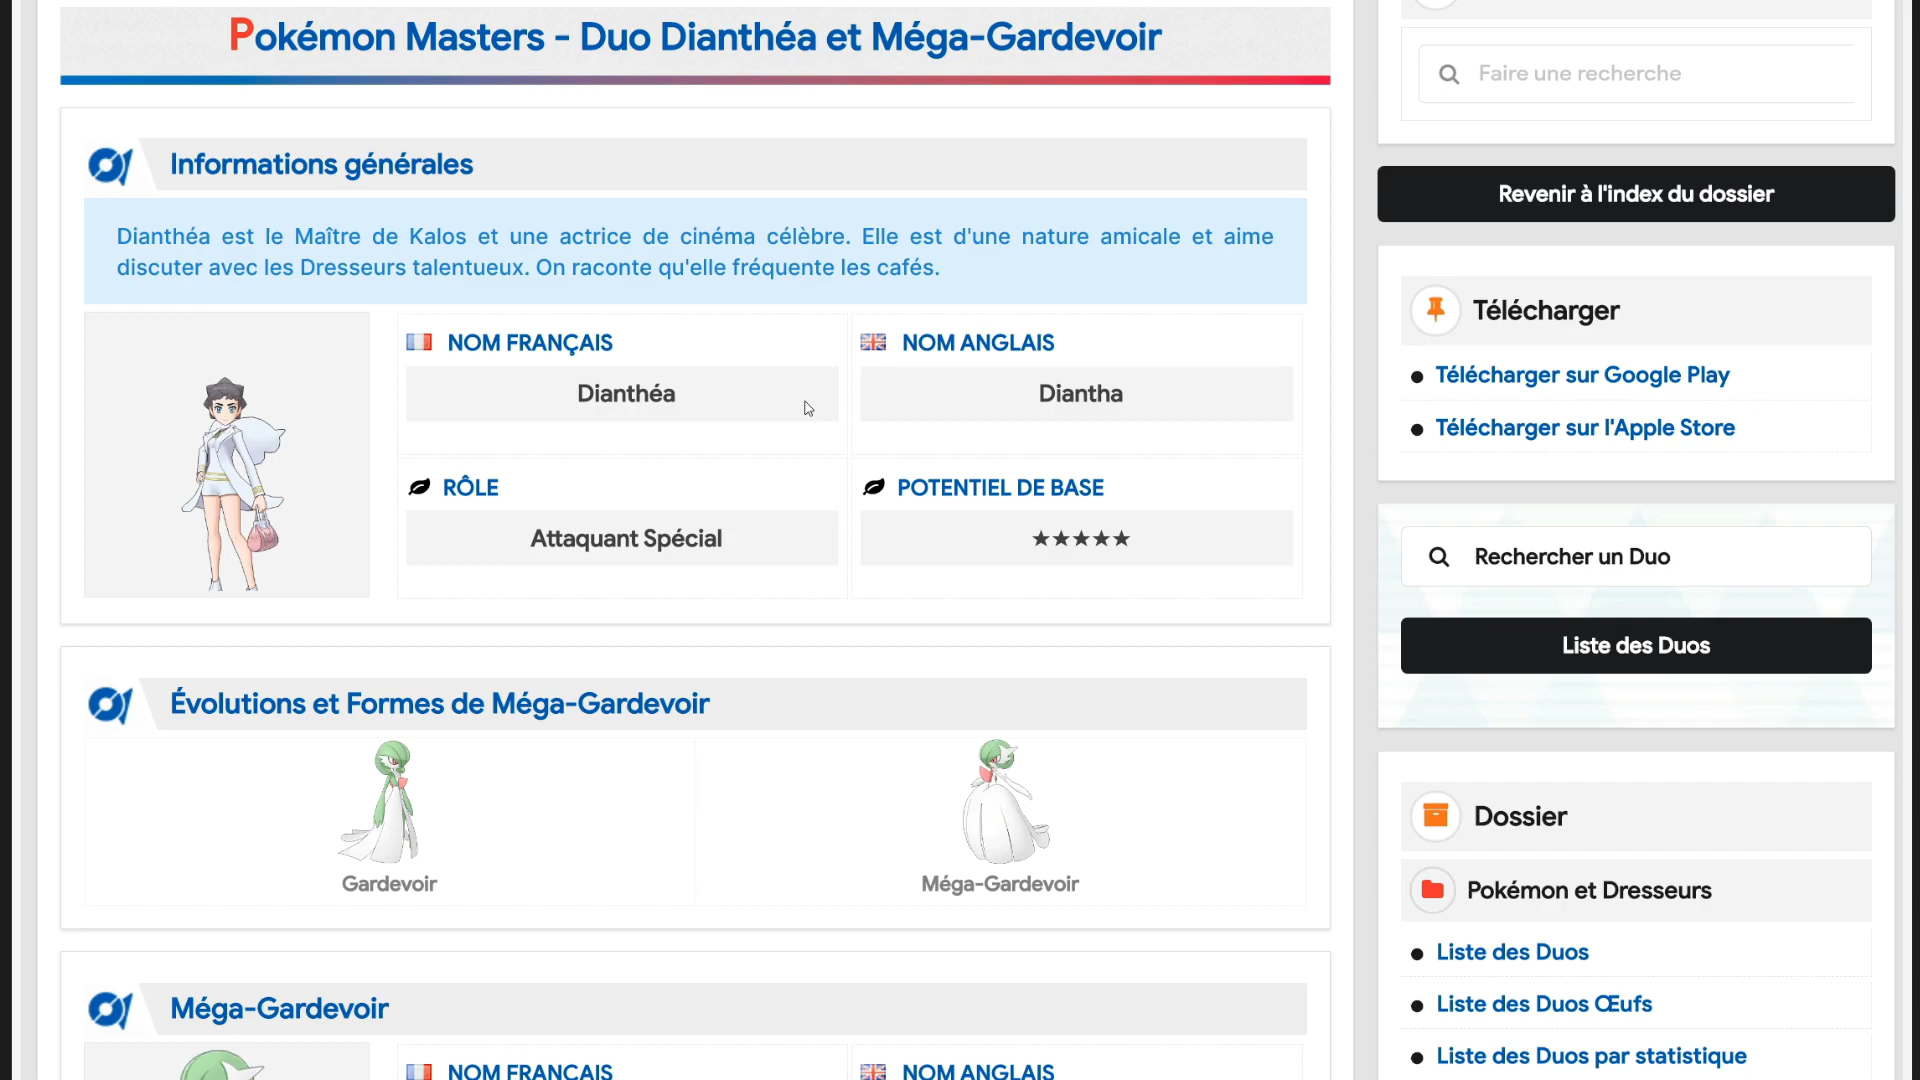 Pokémon Masters - Duo Dianthéa et Méga-Gardevoir
Informations générales
Dianthéa est le Maître de Kalos et une actrice de cinéma célèbre. Elle est d'une nature amicale et aime
discuter avec les Dresseurs talentueux. On raconte qu'elle fréquente les cafés.
NOM FRANÇAIS
Dianthéa
NOM ANGLAIS
Diantha
RÔLE
Attaquant Spécial
POTENTIEL DE BASE
★★★★★
Évolutions et Formes de Méga-Gardevoir
Gardevoir
Méga-Gardevoir
Méga-Gardevoir
NOM FRANÇAIS
NOM ANGLAIS
Faire une recherche
Revenir à l'index du dossier
Télécharger
Télécharger sur Google Play
Télécharger sur l'Apple Store
Rechercher un Duo
Liste des Duos
Dossier
Pokémon et Dresseurs
Liste des Duos
Liste des Duos Œufs
Liste des Duos par statistique